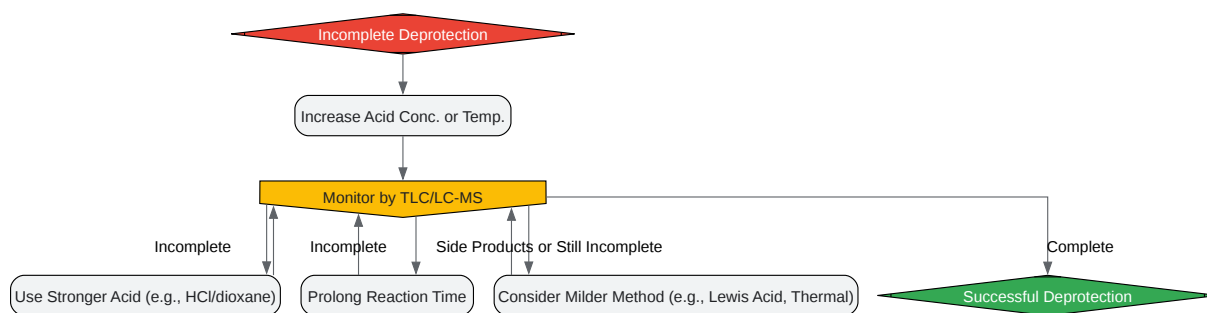 Incomplete Deprotection
Increase Acid Conc. or Temp.
Monitor by TLC/LC-MS
Incomplete
Incomplete
Side Products or Still Incomplete
Complete
Use Stronger Acid (e.g., HCl/dioxane)
Prolong Reaction Time
Consider Milder Method (e.g., Lewis Acid, Thermal)
Successful Deprotection